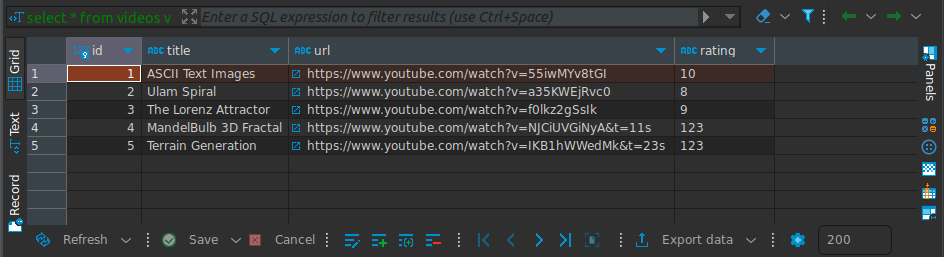 select * from videos v Enter a SQL expression to filter results (use Ctrl+Space)
Grid
Text
Record
id ABC title ABC url ABC rating
1 1 ASCII Text Images https://www.youtube.com/watch?v=55iwMYv8tGI 10
2 2 Ulam Spiral https://www.youtube.com/watch?v=a35KWEjRvc0 8
3 3 The Lorenz Attractor https://www.youtube.com/watch?v=f0lkz2gSsIk 9
4 4 MandelBulb 3D Fractal https://www.youtube.com/watch?v=NJCiUVGiNyA&t=11s 123
5 5 Terrain Generation https://www.youtube.com/watch?v=IKB1hWWedMk&t=23s 123
Panels
Refresh Save Cancel Export data 200